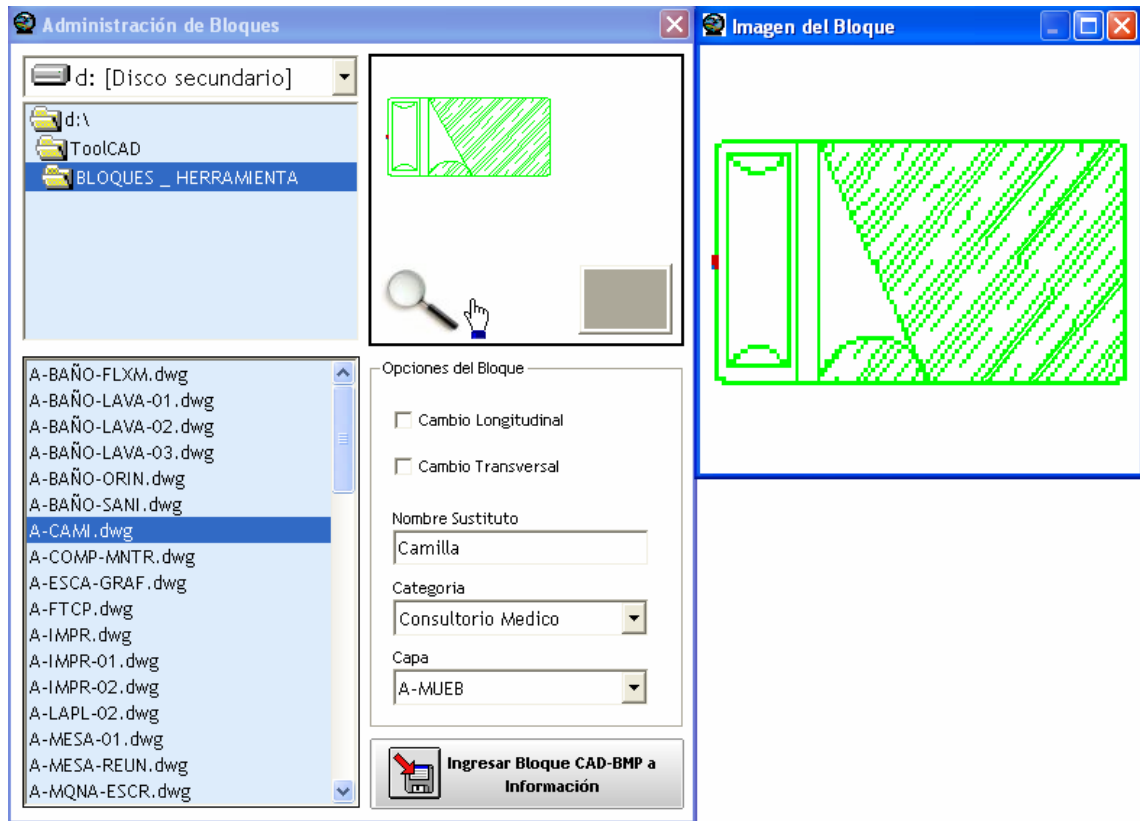 Administración de Bloques
d: [Disco secundario]
d:\
ToolCAD
BLOQUES _ HERRAMIENTA
A-BAÑO-FLXM.dwg
A-BAÑO-LAVA-01.dwg
A-BAÑO-LAVA-02.dwg
A-BAÑO-LAVA-03.dwg
A-BAÑO-ORIN.dwg
A-BAÑO-SANI.dwg
A-CAMI.dwg
A-COMP-MNTR.dwg
A-ESCA-GRAF.dwg
A-FTCP.dwg
A-IMPR.dwg
A-IMPR-01.dwg
A-IMPR-02.dwg
A-LAPL-02.dwg
A-MESA-01.dwg
A-MESA-REUN.dwg
A-MQNA-ESCR.dwg
Opciones del Bloque
Cambio Longitudinal
Cambio Transversal
Nombre Sustituto
Camilla
Categoria
Consultorio Medico
Capa
A-MUEB
Ingresar Bloque CAD-BMP a
Información
Imagen del Bloque